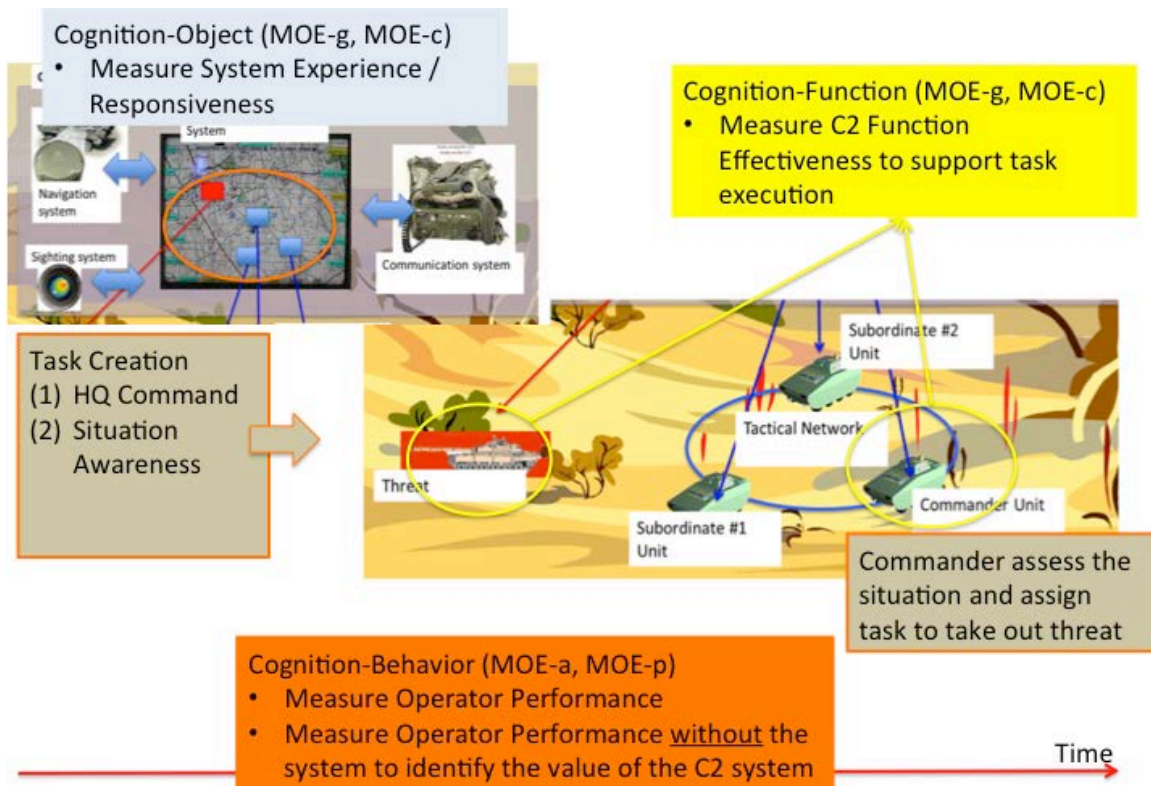 Cognition-Object (MOE-g, MOE-c)
• Measure System Experience /
Responsiveness
System
Navigation
system
Sighting system
Communication system
Cognition-Function (MOE-g, MOE-c)
• Measure C2 Function
Effectiveness to support task
execution
Task Creation
(1) HQ Command
(2) Situation
Awareness
Subordinate #2
Unit
Tactical Network
Threat
Commander Unit
Subordinate #1
Unit
Commander assess the
situation and assign
task to take out threat
Cognition-Behavior (MOE-a, MOE-p)
• Measure Operator Performance
• Measure Operator Performance without the
system to identify the value of the C2 system
Time